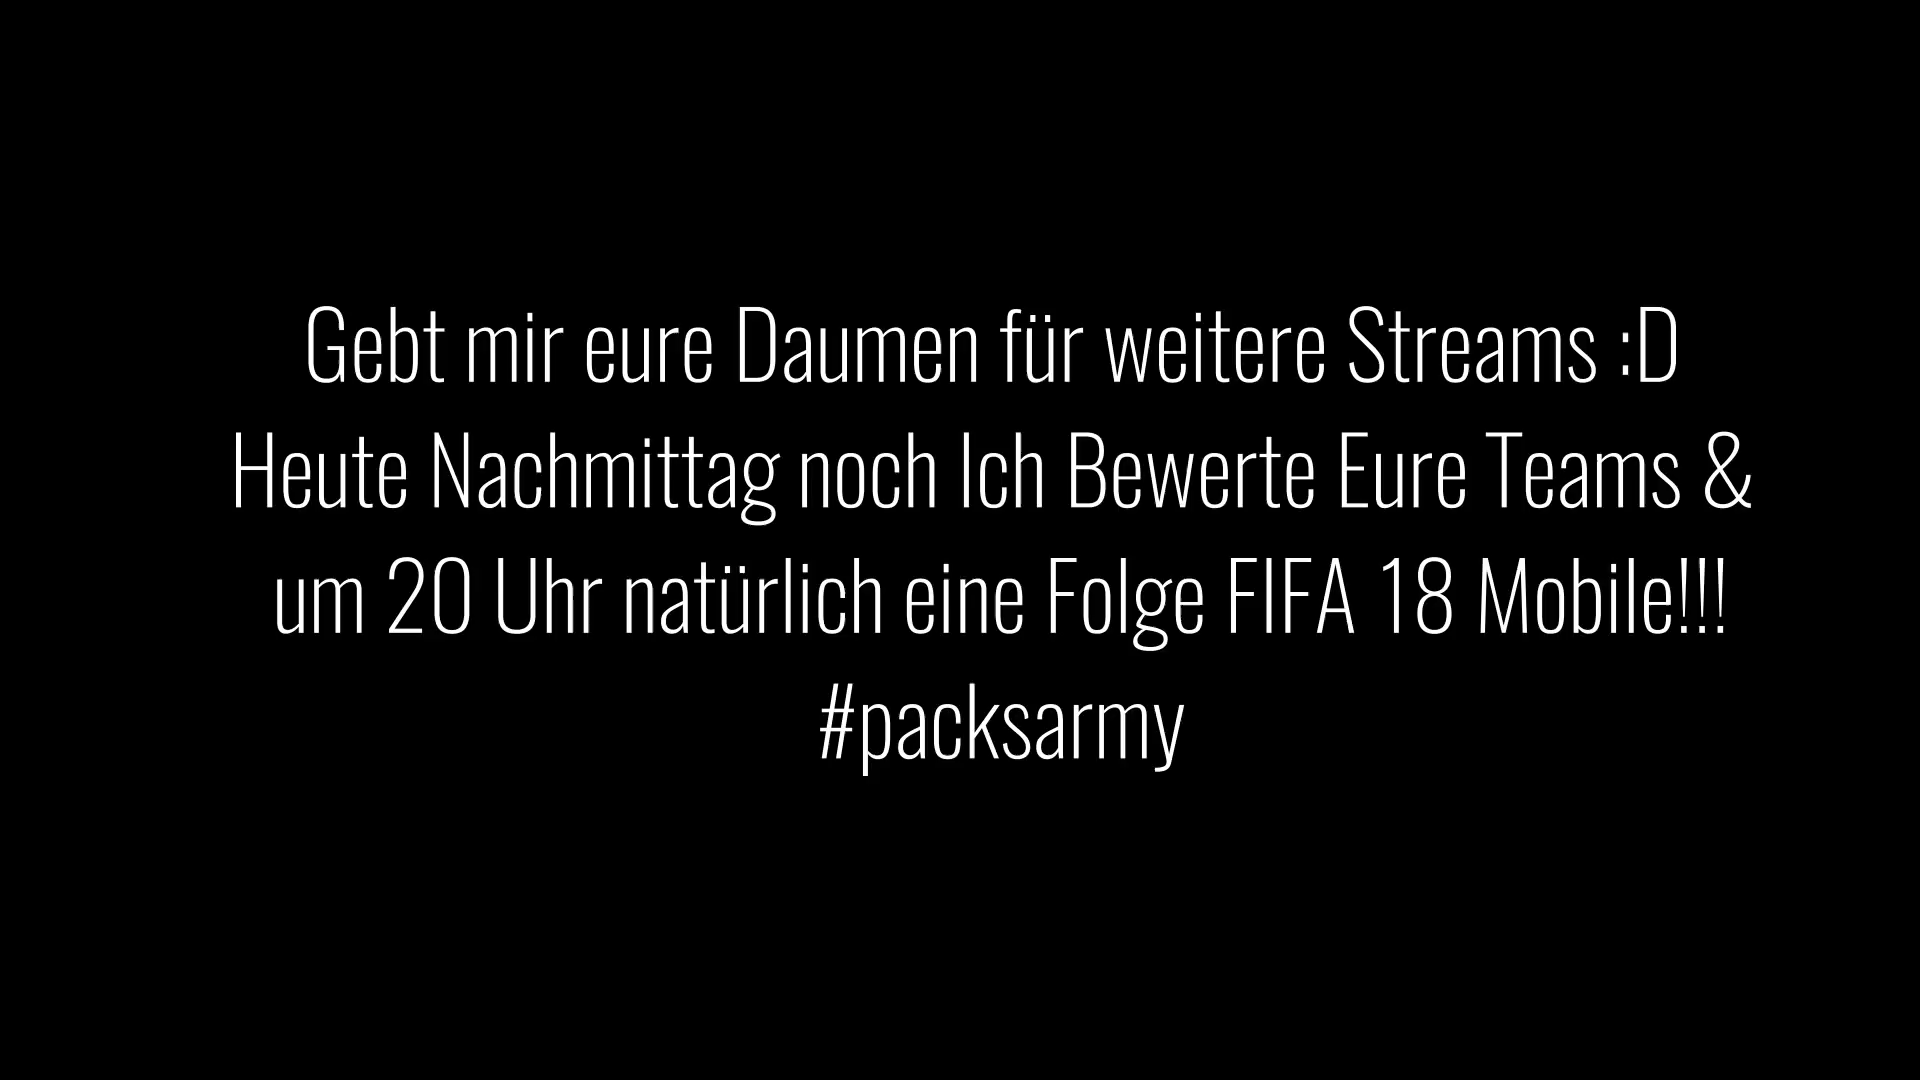 Gebt mir eure Daumen für weitere Streams :D
Heute Nachmittag noch Ich Bewerte Eure Teams &
um 20 Uhr natürlich eine Folge FIFA 18 Mobile!!!
#packsarmy